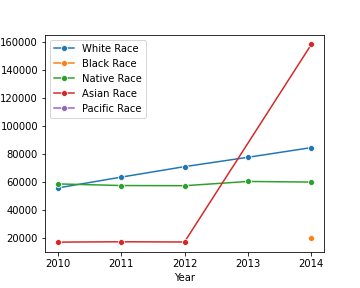 160000
140000
120000
100000
80000
60000
40000
20000
White Race
Black Race
Native Race
Asian Race
Pacific Race
2010 2011 2012 2013 2014
Year